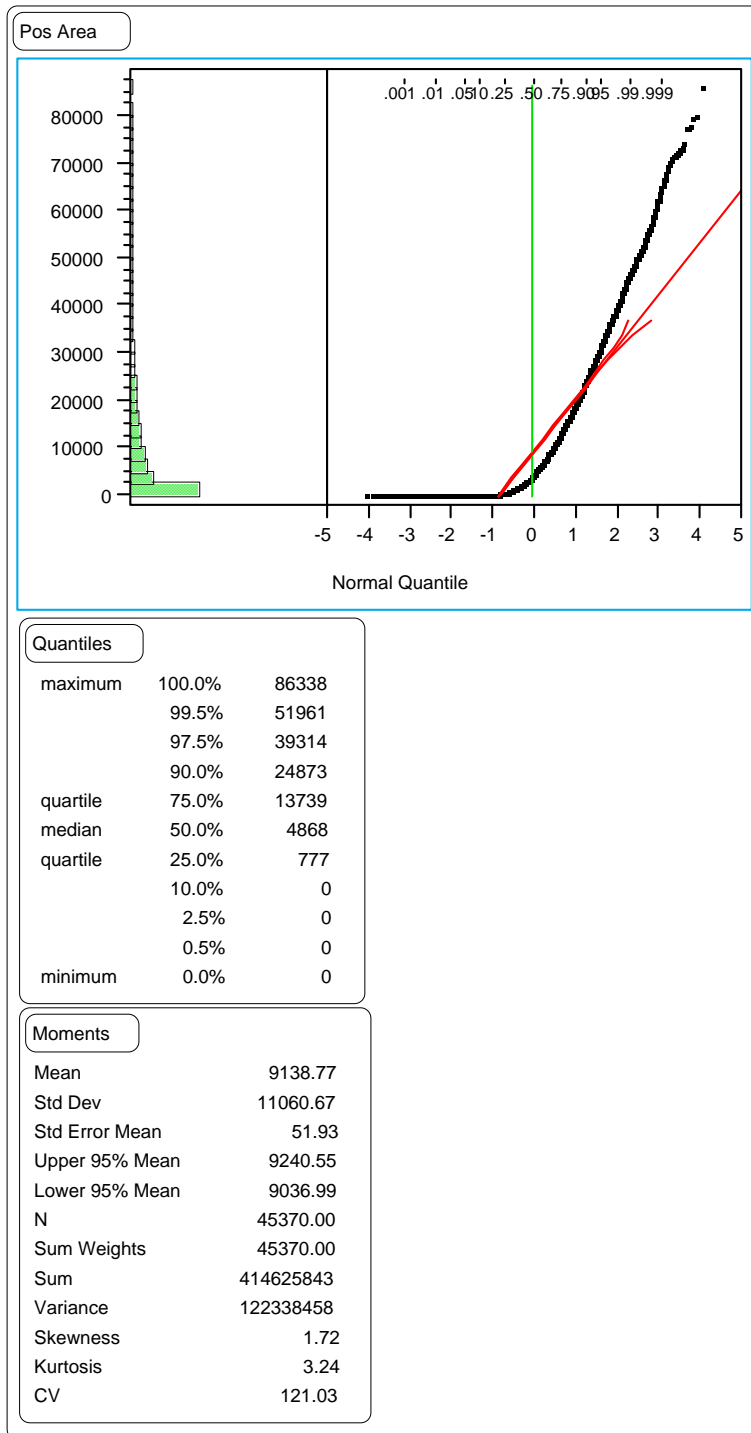 Pos Area
.001 .01 .05 .10 .25 .50 .75 .90 .95 .99 .999
80000
70000
60000
50000
40000
30000
20000
10000
0
-5 -4 -3 -2 -1 0 1 2 3 4 5
Normal Quantile
Quantiles
maximum 100.0% 86338
99.5% 51961
97.5% 39314
90.0% 24873
quartile 75.0% 13739
median 50.0% 4868
quartile 25.0% 777
10.0% 0
2.5% 0
0.5% 0
minimum 0.0% 0
Moments
Mean 9138.77
Std Dev 11060.67
Std Error Mean 51.93
Upper 95% Mean 9240.55
Lower 95% Mean 9036.99
N 45370.00
Sum Weights 45370.00
Sum 414625843
Variance 122338458
Skewness 1.72
Kurtosis 3.24
CV 121.03